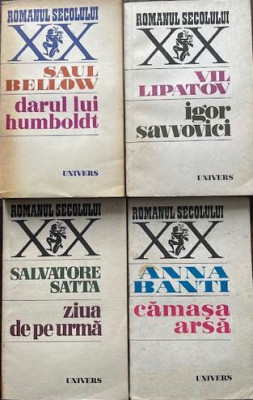 ROMANUL SECOLULUI
XX
SAUL
BELLOW
darul lui
humboldt
UNIVERS
ROMANUL SECOLULUI
XX
VIL
LIPATOV
igor
savvovici
UNIVERS
ROMANUL SECOLULUI
XX
SALVATORE
SATTA
ziua
de pe urmă
UNIVERS
ROMANUL SECOLULUI
XX
ANNA
BANTI
cămașa
arsă
UNIVERS